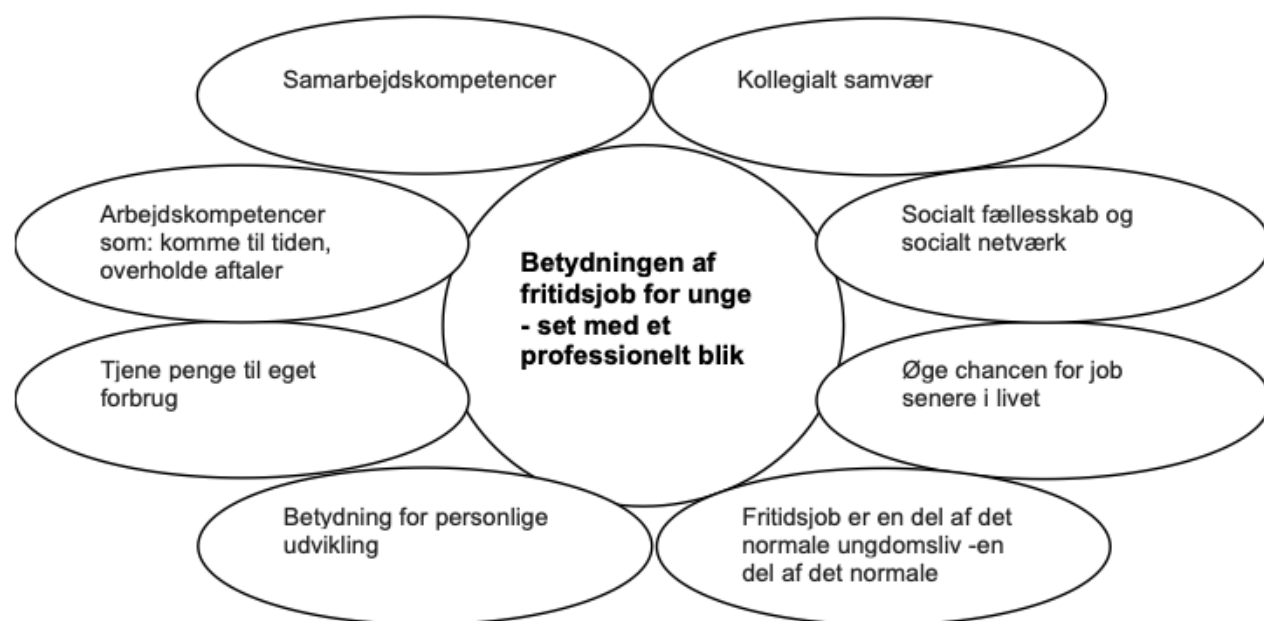 Samarbejdskompetencer
Kollegialt samvær
Arbejdskompetencer
som: komme til tiden,
overholde aftaler
Socialt fællesskab og
socialt netværk
Betydningen af
fritidsjob for unge
- set med et
professionelt blik
Tjene penge til eget
forbrug
Øge chancen for job
senere i livet
Betydning for personlige
udvikling
Fritidsjob er en del af det
normale ungdomsliv -en
del af det normale